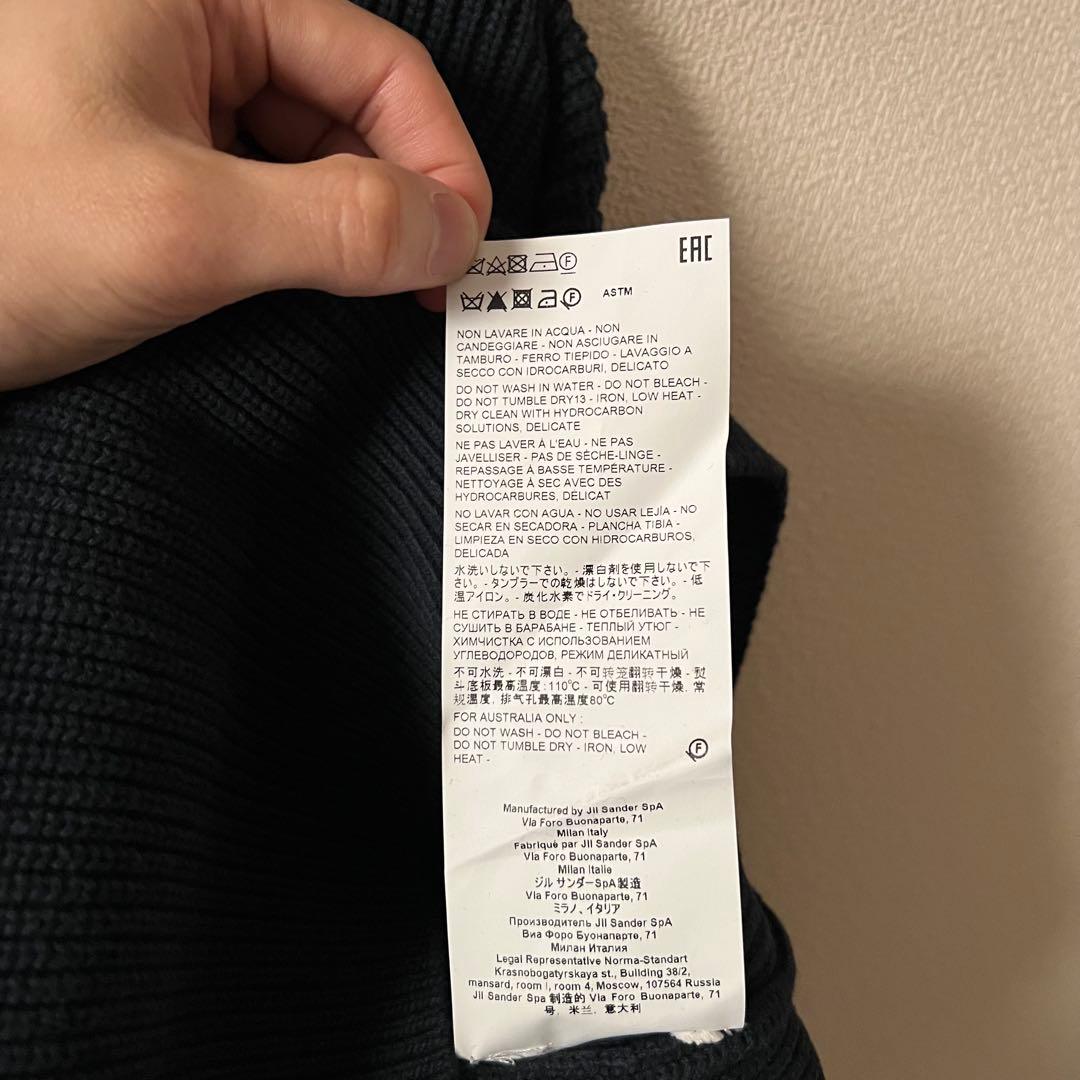 EAC
F
F ASTM
NON LAVARE IN ACQUA - NON
CANDEGGIARE - NON ASCIUGARE IN
TAMBURO - FERRO TIEPIDO - LAVAGGIO A
SECCO CON IDROCARBURI, DELICATO
DO NOT WASH IN WATER - DO NOT BLEACH -
DO NOT TUMBLE DRY13 - IRON, LOW HEAT -
DRY CLEAN WITH HYDROCARBON
SOLUTIONS, DELICATE
NE PAS LAVER À L'EAU - NE PAS
JAVELLISER - PAS DE SÈCHE-LINGE -
REPASSAGE À BASSE TEMPÉRATURE -
NETTOYAGE À SEC AVEC DES
HYDROCARBURES, DÉLICAT
NO LAVAR CON AGUA - NO USAR LEJÍA - NO
SECAR EN SECADORA - PLANCHA TIBIA -
LIMPIEZA EN SECO CON HIDROCARBUROS,
DELICADA
水洗いしないで下さい。- 漂白剤を使用しないで下
さい。- タンブラーでの乾燥はしないで下さい。- 低
温アイロン。- 炭化水素でドライ・クリーニング。
НЕ СТИРАТЬ В ВОДЕ - НЕ ОТБЕЛИВАТЬ - НЕ
СУШИТЬ В БАРАБАНЕ - ТЕПЛЫЙ УТЮГ -
ХИМЧИСТКА С ИСПОЛЬЗОВАНИЕМ
УГЛЕВОДОРОДОВ, РЕЖИМ ДЕЛИКАТНЫЙ
不可水洗 - 不可漂白 - 不可转笼翻转干燥 - 熨
斗底板最高温度:110°C - 可使用翻转干燥, 常
规温度, 排气孔最高温度80°C
FOR AUSTRALIA ONLY :
DO NOT WASH - DO NOT BLEACH -
DO NOT TUMBLE DRY - IRON, LOW
HEAT -
F
Manufactured by Jil Sander SpA
Via Foro Buonaparte, 71
Milan Italy
Fabriqué par Jil Sander SpA
Via Foro Buonaparte, 71
Milan Italie
ジル サンダーSpA製造
Via Foro Buonaparte, 71
ミラノ、イタリア
Производитель Jil Sander SpA
Виа Форо Буонапарте, 71
Милан Италия
Legal Representative Norma-Standart
Krasnobogatyrskaya st., Building 38/2,
mansard, room I, room 4, Moscow, 107564 Russia
Jil Sander Spa 制造的 Via Foro Buonaparte, 71
号, 米兰, 意大利